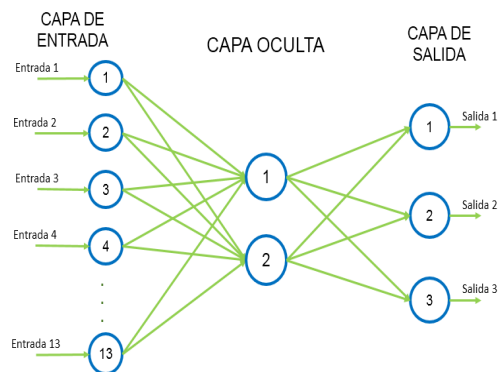 CAPA DE
ENTRADA
CAPA OCULTA
CAPA DE
SALIDA
Entrada 1
1
Entrada 2
2
Entrada 3
3
Entrada 4
4
.
.
.
Entrada 13
13
1
2
1
Salida 1
2
Salida 2
3
Salida 3